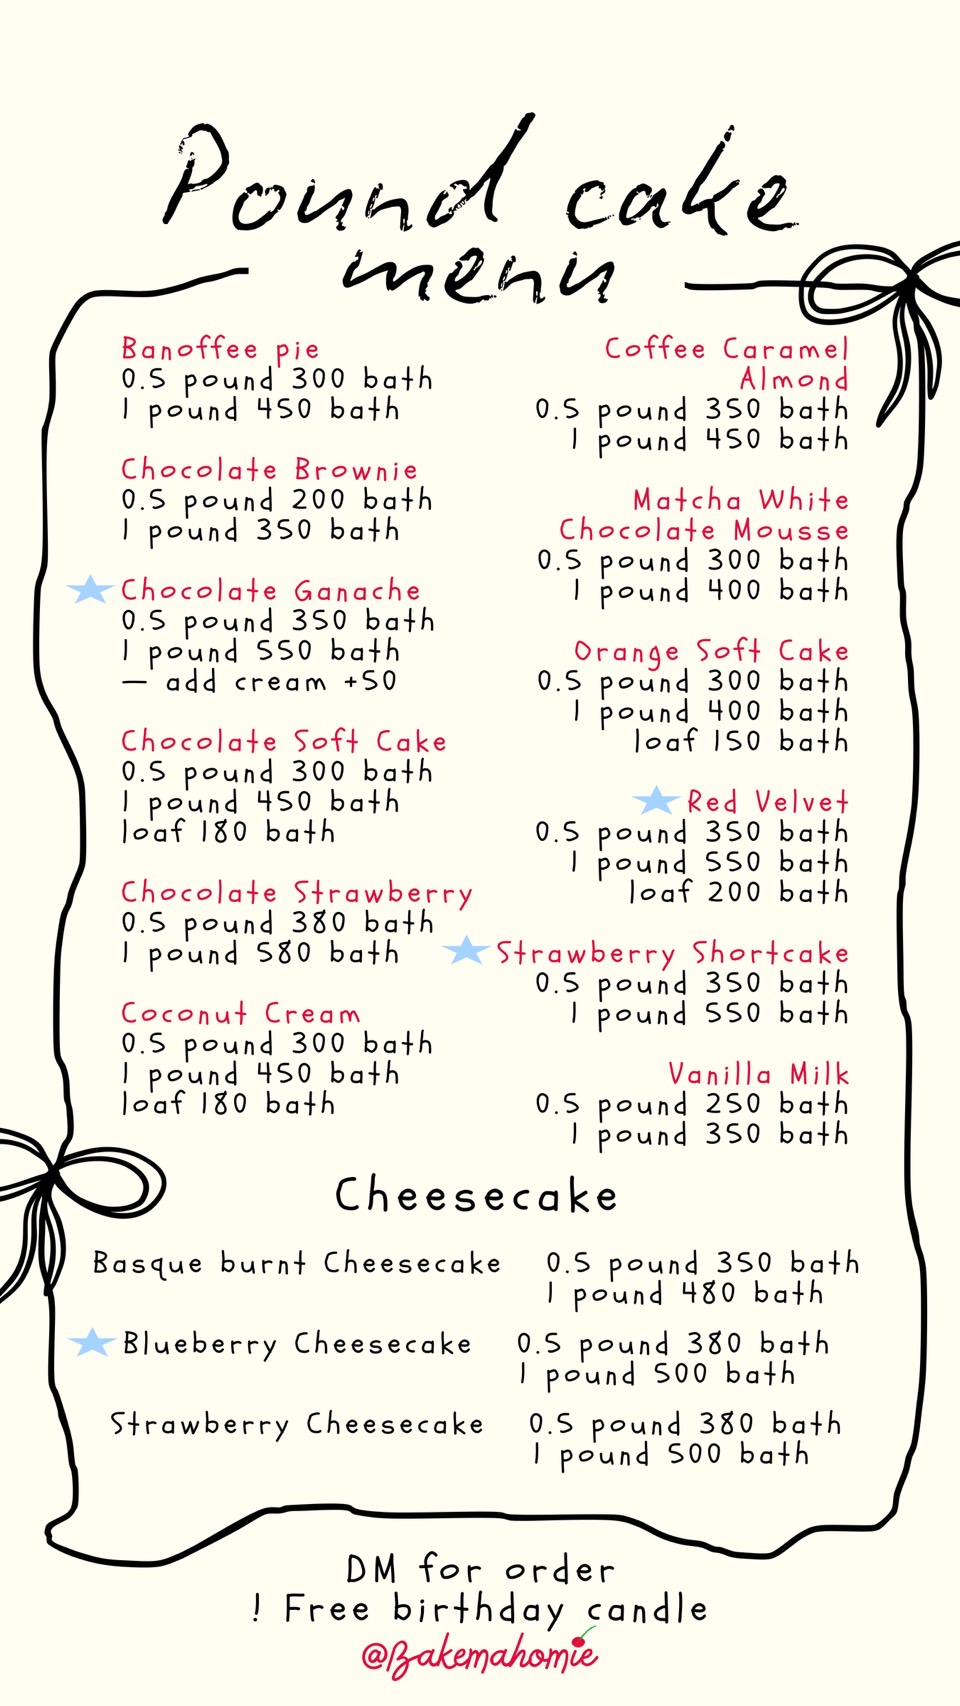 Pound cake
menu
Banoffee pie
0.5 pound 300 bath
1 pound 450 bath
Chocolate Brownie
0.5 pound 200 bath
1 pound 350 bath
Chocolate Ganache
0.5 pound 350 bath
1 pound 550 bath
— add cream +50
Chocolate Soft Cake
0.5 pound 300 bath
1 pound 450 bath
loaf 180 bath
Chocolate Strawberry
0.5 pound 380 bath
1 pound 580 bath
Coconut Cream
0.5 pound 300 bath
1 pound 450 bath
loaf 180 bath
Coffee Caramel
Almond
0.5 pound 350 bath
1 pound 450 bath
Matcha White
Chocolate Mousse
0.5 pound 300 bath
1 pound 400 bath
Orange Soft Cake
0.5 pound 300 bath
1 pound 400 bath
loaf 150 bath
Red Velvet
0.5 pound 350 bath
1 pound 550 bath
loaf 200 bath
Strawberry Shortcake
0.5 pound 350 bath
1 pound 550 bath
Vanilla Milk
0.5 pound 250 bath
1 pound 350 bath
Cheesecake
Basque burnt Cheesecake 0.5 pound 350 bath
1 pound 480 bath
Blueberry Cheesecake 0.5 pound 380 bath
1 pound 500 bath
Strawberry Cheesecake 0.5 pound 380 bath
1 pound 500 bath
DM for order
! Free birthday candle
@Bakemahomie